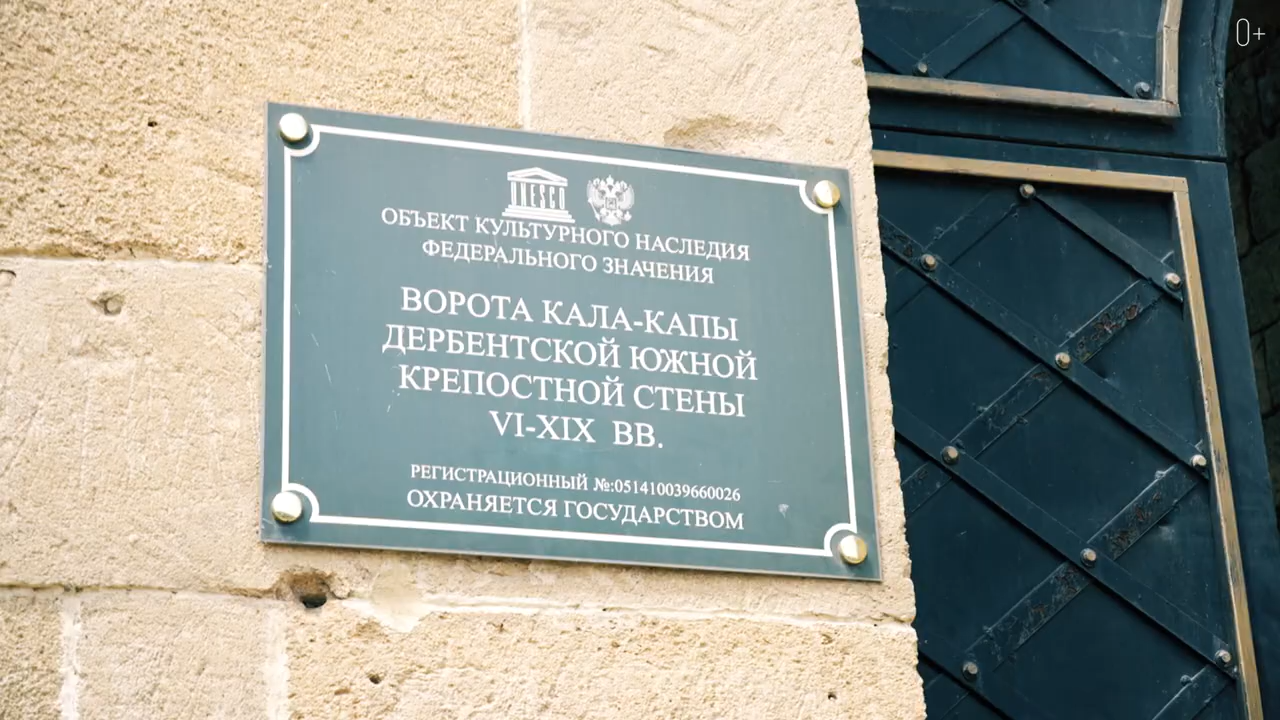 0+
UNESCO
ОБЪЕКТ КУЛЬТУРНОГО НАСЛЕДИЯ
ФЕДЕРАЛЬНОГО ЗНАЧЕНИЯ
ВОРОТА КАЛА-КАПЫ
ДЕРБЕНТСКОЙ ЮЖНОЙ
КРЕПОСТНОЙ СТЕНЫ
VI-XIX ВВ.
РЕГИСТРАЦИОННЫЙ №:051410039660026
ОХРАНЯЕТСЯ ГОСУДАРСТВОМ